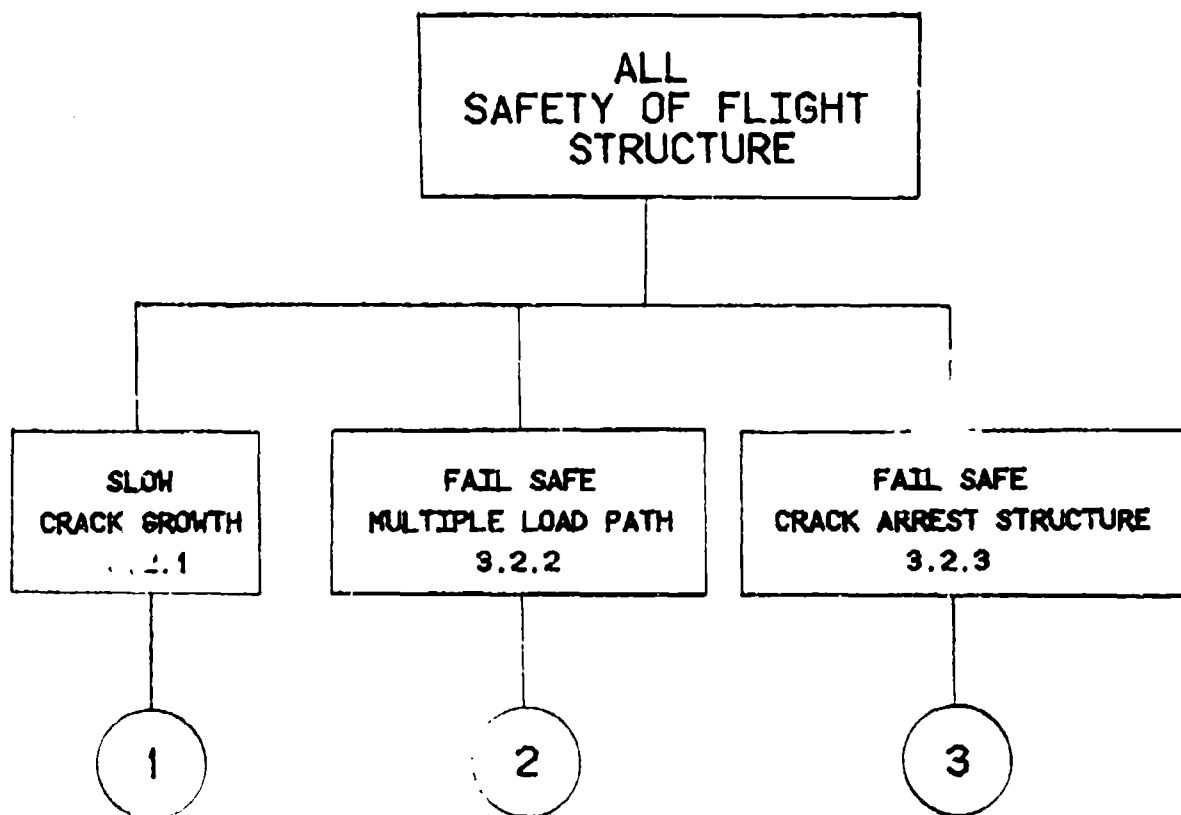 ALL
SAFETY OF FLIGHT
STRUCTURE
SLOW
CRACK GROWTH
FAIL SAFE
MULTIPLE LOAD PATH
3.2.2
FAIL SAFE
CRACK ARREST STRUCTURE
3.2.3
1
2
3